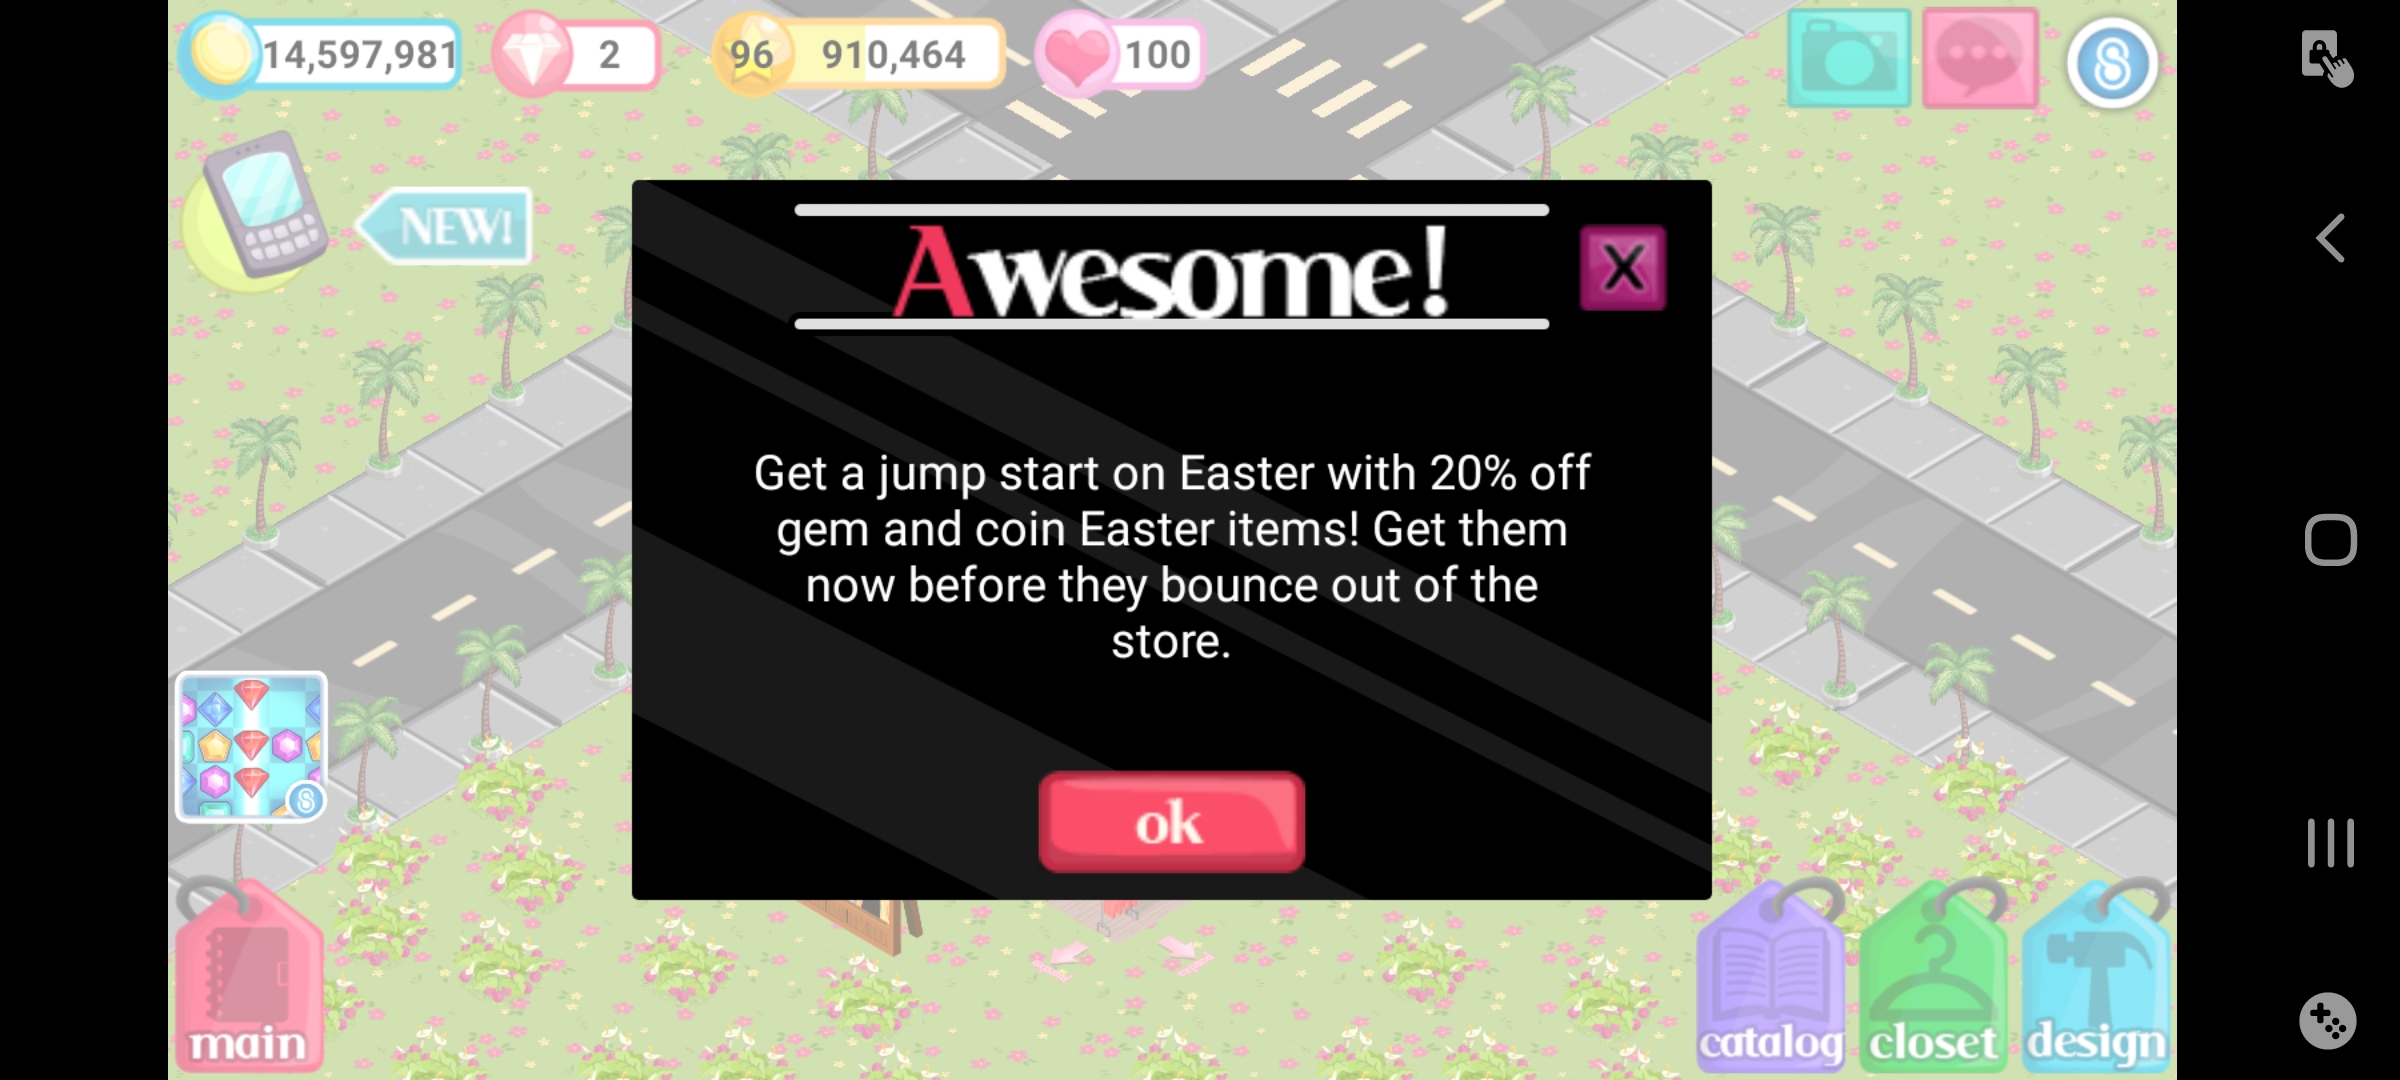 14,597,981
2
96 910,464
100
NEW!
Awesome!
X
Get a jump start on Easter with 20% off
gem and coin Easter items! Get them
now before they bounce out of the
store.
ok
main
catalog
closet
design